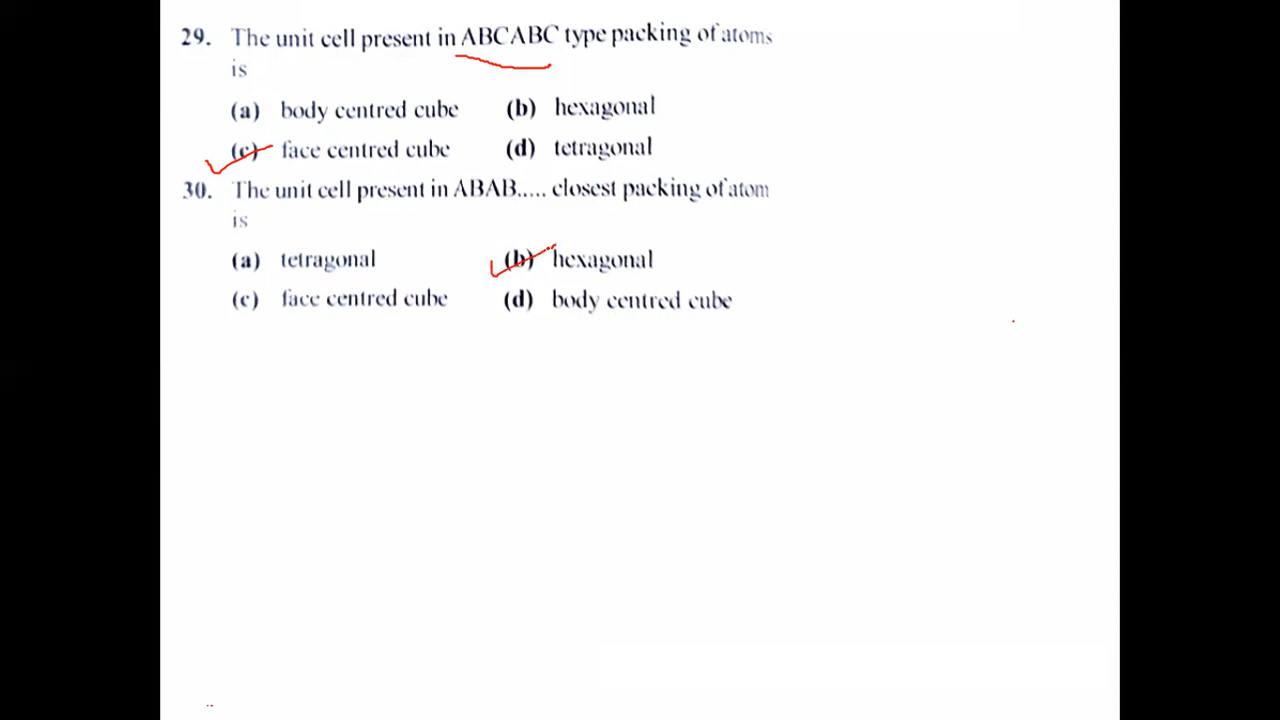 29. The unit cell present in ABCABC type packing of atoms
is
(a) body centred cube (b) hexagonal
(c) face centred cube (d) tetragonal
30. The unit cell present in ABAB..... closest packing of atom
is
(a) tetragonal (b) hexagonal
(c) face centred cube (d) body centred cube